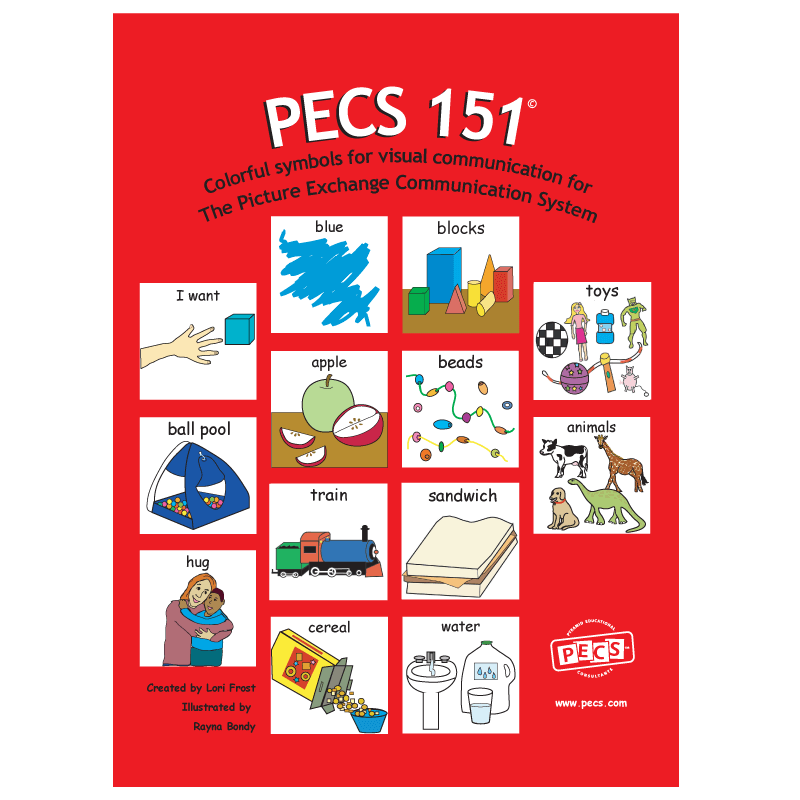 PECS 151©
Colorful symbols for visual communication for
The Picture Exchange Communication System
blue
blocks
I want
toys
apple
beads
ball pool
animals
train
sandwich
hug
cereal
water
PYRAMID EDUCATIONAL
PECS
CONSULTANTS
Created by Lori Frost
Illustrated by
Rayna Bondy
www.pecs.com